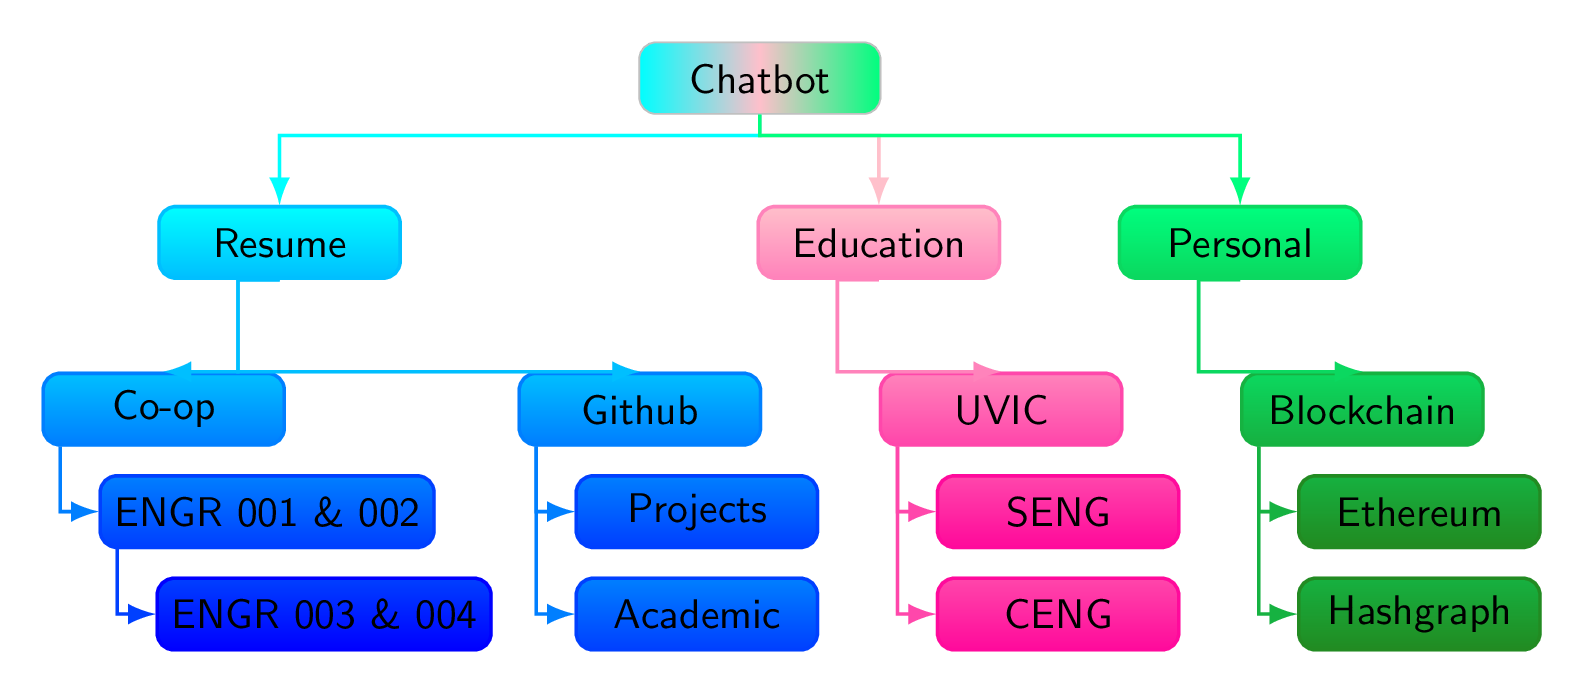 Chatbot
Resume
Education
Personal
Co-op
Github
UVIC
Blockchain
ENGR 001 & 002
Projects
SENG
Ethereum
ENGR 003 & 004
Academic
CENG
Hashgraph